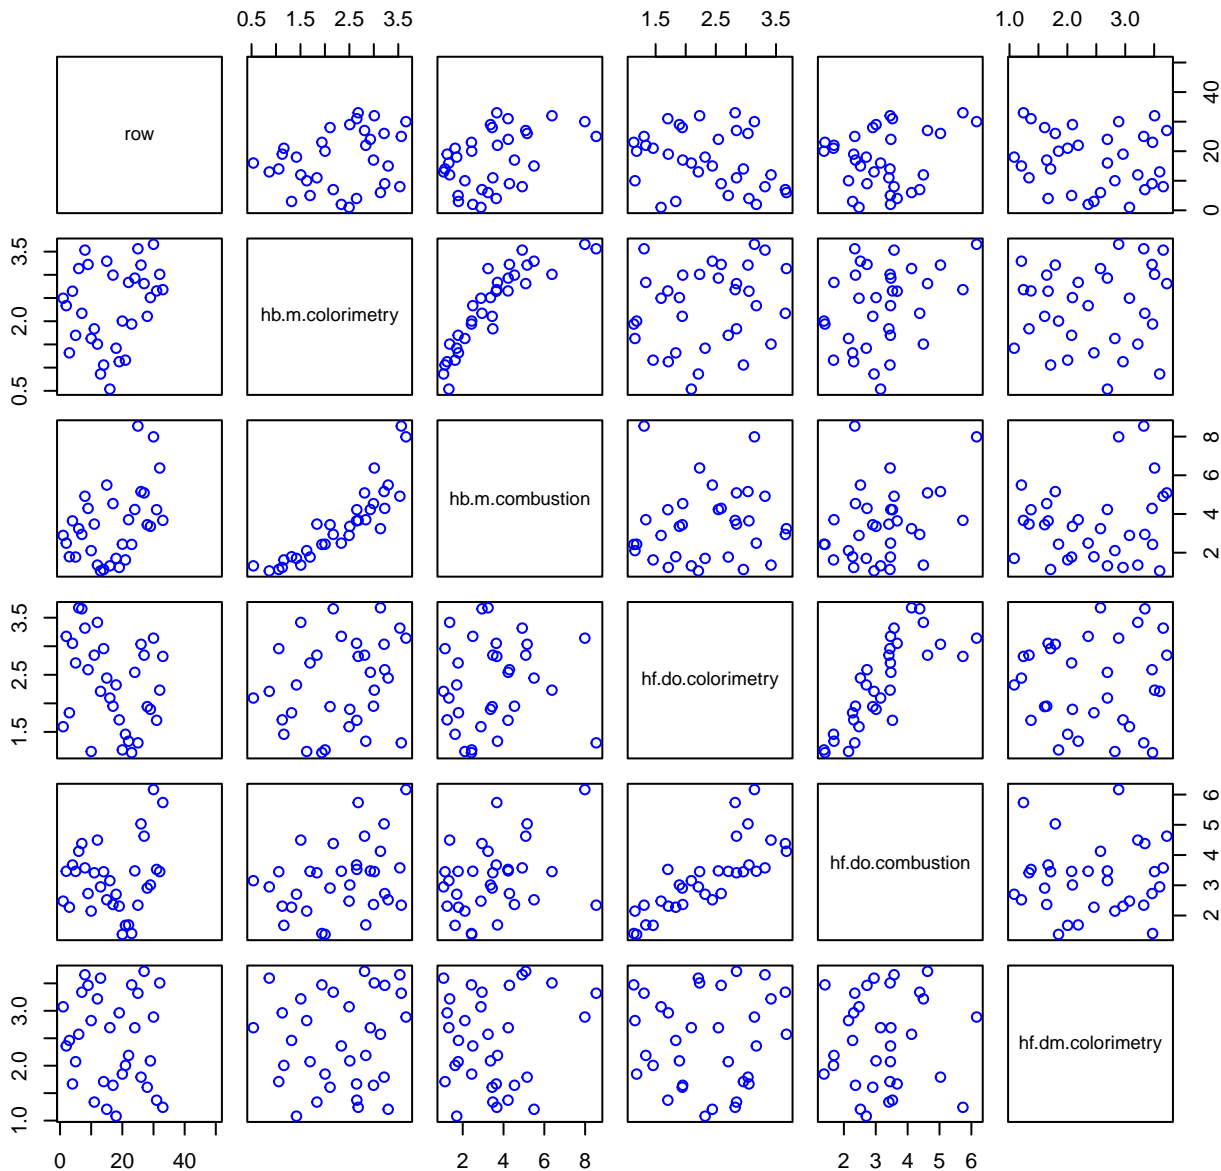 0.5 1.5 2.5 3.5 1.5 2.5 3.5 1.0 2.0 3.0
row
0 20 40
0.5 2.0 3.5
hb.m.colorimetry
hb.m.combustion
2 4 6 8
1.5 2.5 3.5
hf.do.colorimetry
hf.do.combustion
2 3 4 5 6
1.0 2.0 3.0
hf.dm.colorimetry
0 20 40 2 4 6 8 2 3 4 5 6